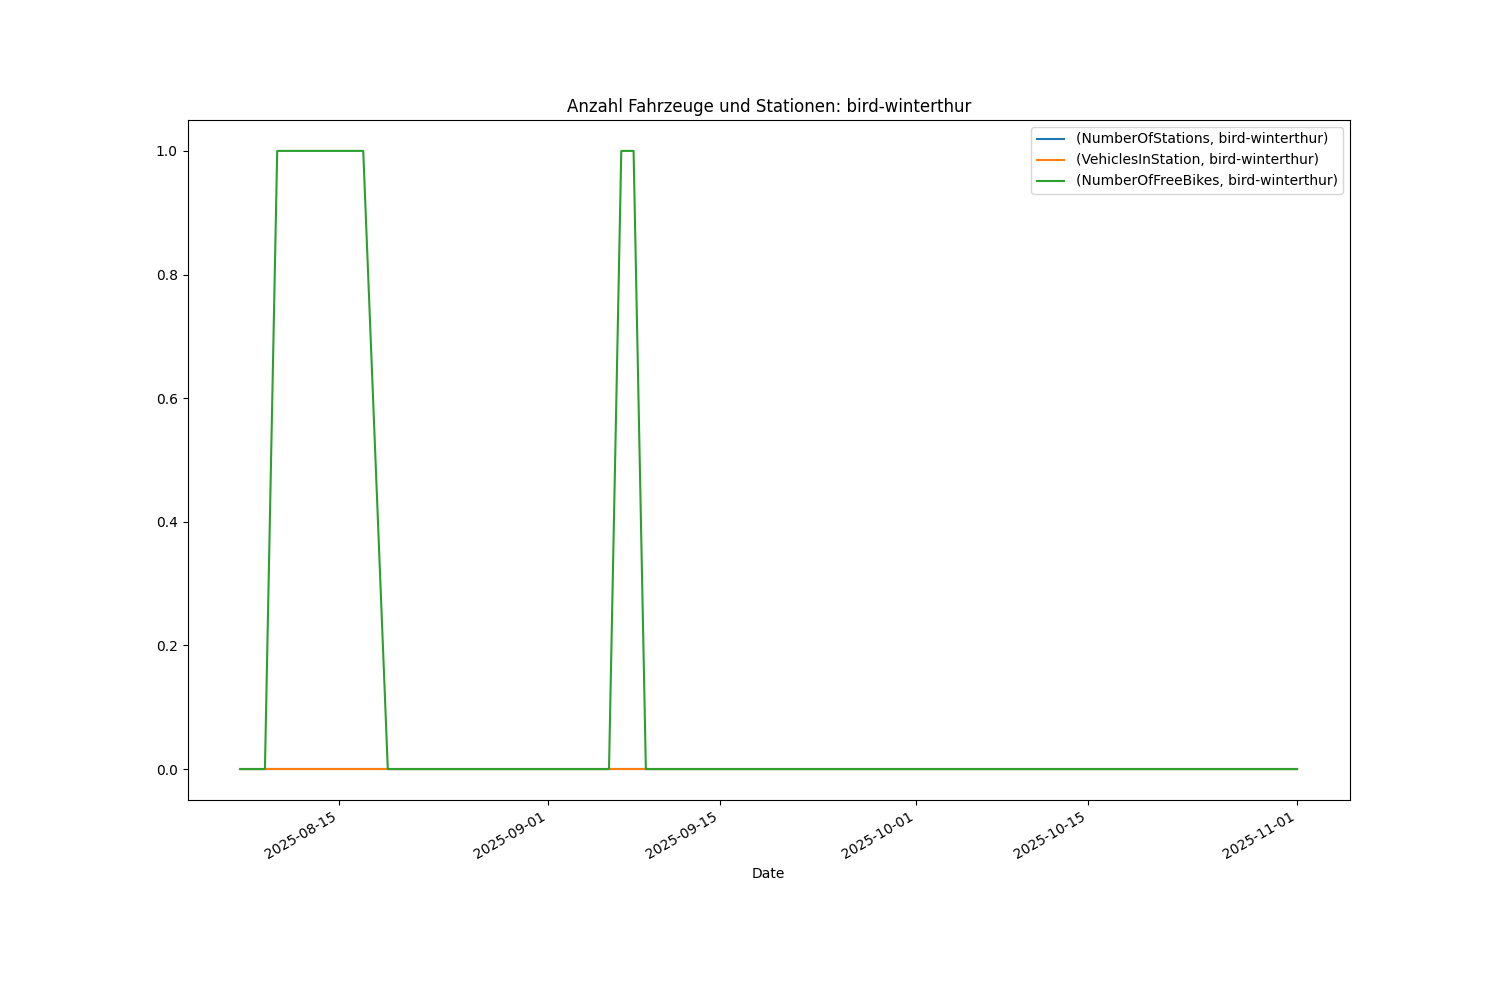 Anzahl Fahrzeuge und Stationen: bird-winterthur
(NumberOfStations, bird-winterthur)
(VehiclesInStation, bird-winterthur)
(NumberOfFreeBikes, bird-winterthur)
1.0
0.8
0.6
0.4
0.2
0.0
2025-08-15
2025-09-01
2025-09-15
2025-10-01
2025-10-15
2025-11-01
Date